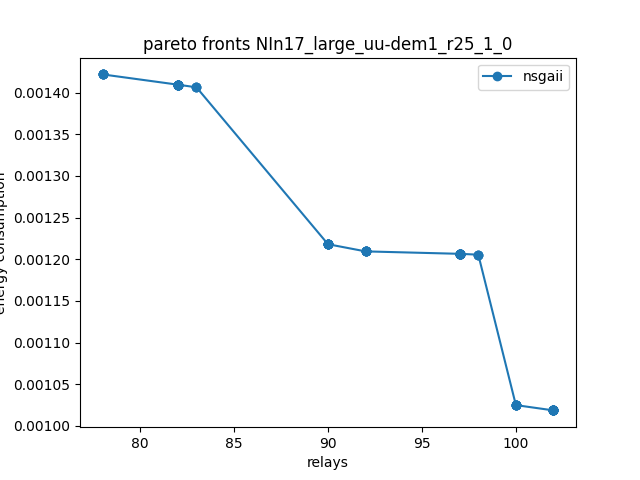 pareto fronts NIn17_large_uu-dem1_r25_1_0
nsgaii
0.00140
0.00135
0.00130
0.00125
0.00120
0.00115
0.00110
0.00105
0.00100
energy consumption
80 85 90 95 100
relays